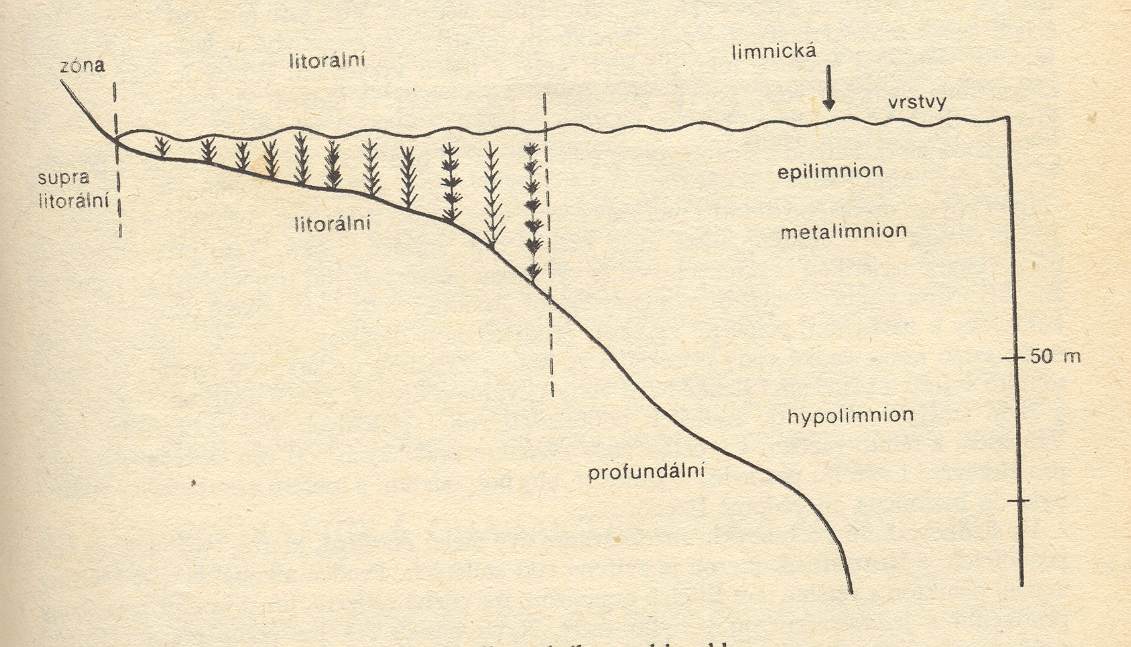 zóna
litorální
limnická
vrstvy
supra
litorální
litorální
epilimnion
metalimnion
50 m
hypolimnion
profundální